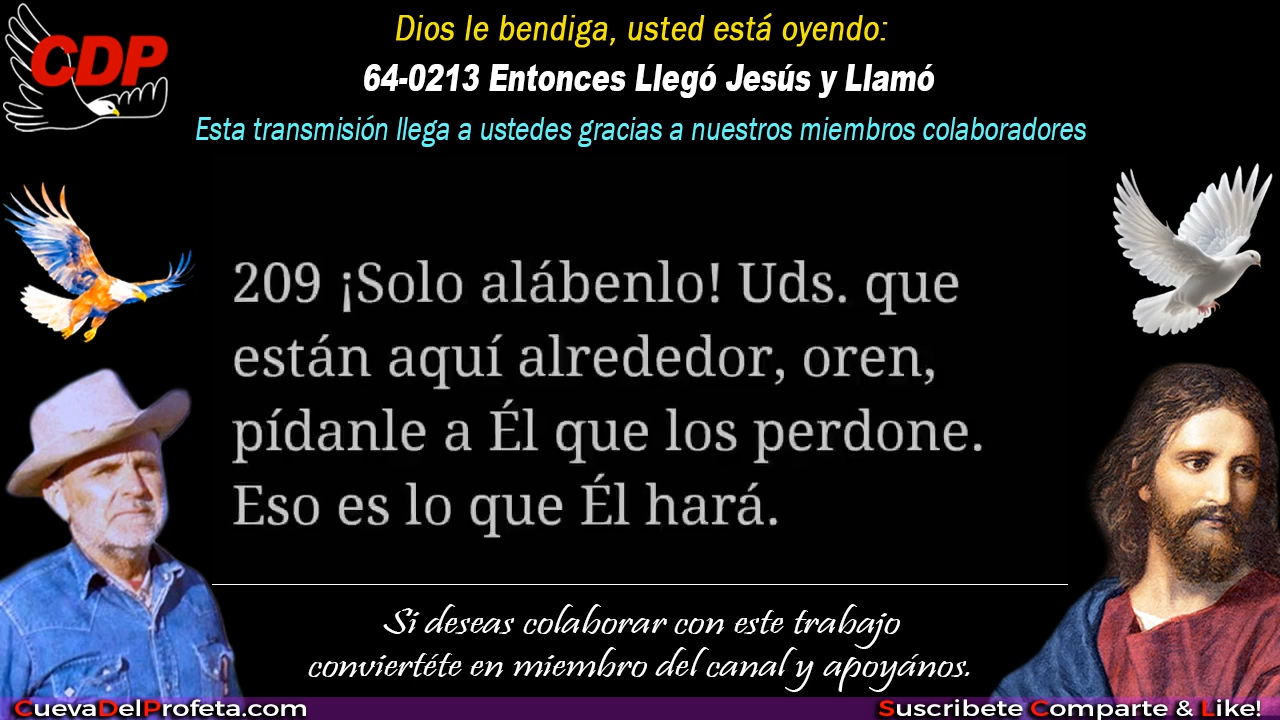 CDP
Dios le bendiga, usted está oyendo:
64-0213 Entonces Llegó Jesús y Llamó
Esta transmisión llega a ustedes gracias a nuestros miembros colaboradores
209 ¡Solo alábenlo! Uds. que
están aquí alrededor, oren,
pídanle a Él que los perdone.
Eso es lo que Él hará.
Si deseas colaborar con este trabajo
conviertéte en miembro del canal y apoyános.
CuevaDelProfeta.com
Suscribete Comparte & Like!